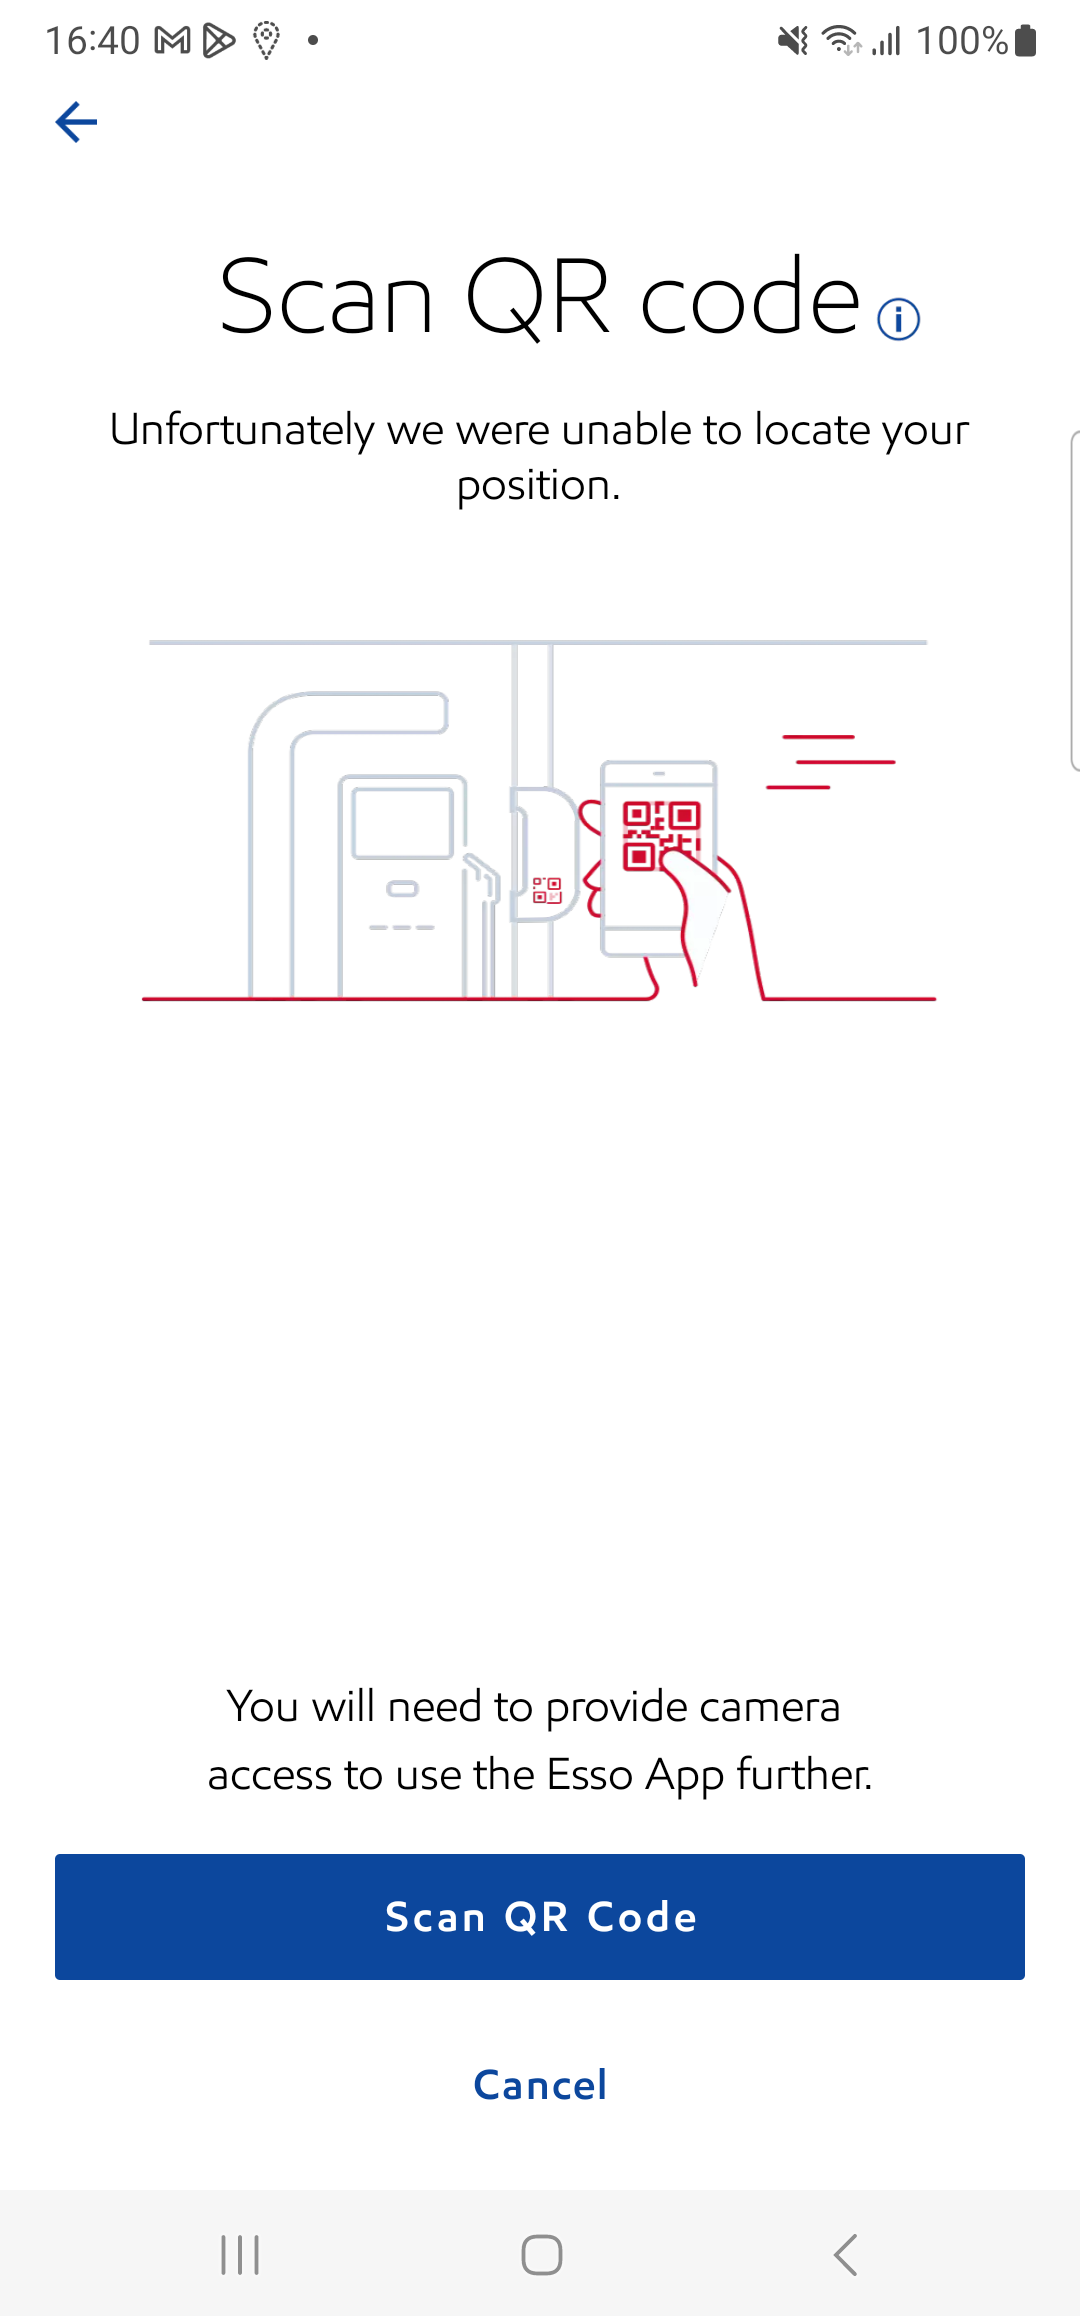 16:40
100%
Scan QR code
Unfortunately we were unable to locate your
position.
You will need to provide camera
access to use the Esso App further.
Scan QR Code
Cancel